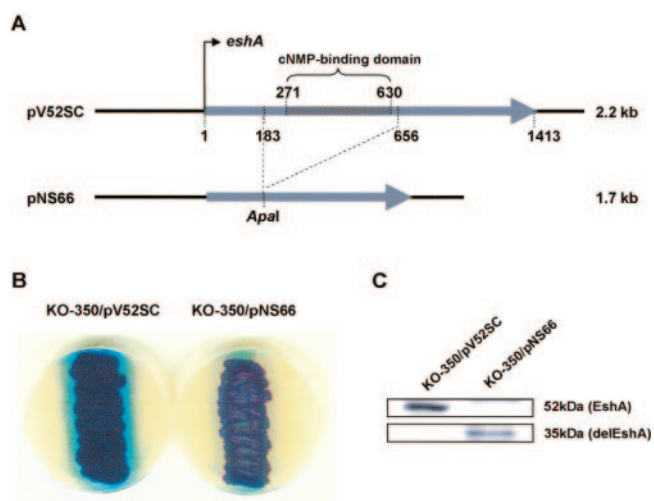 A
eshA
cNMP-binding domain
271 630
pV52SC 2.2 kb
1 183 656 1413
pNS66 1.7 kb
ApaI
B
KO-350/pV52SC KO-350/pNS66
C
KO-350/pV52SC
KO-350/pNS66
52kDa (EshA)
35kDa (delEshA)